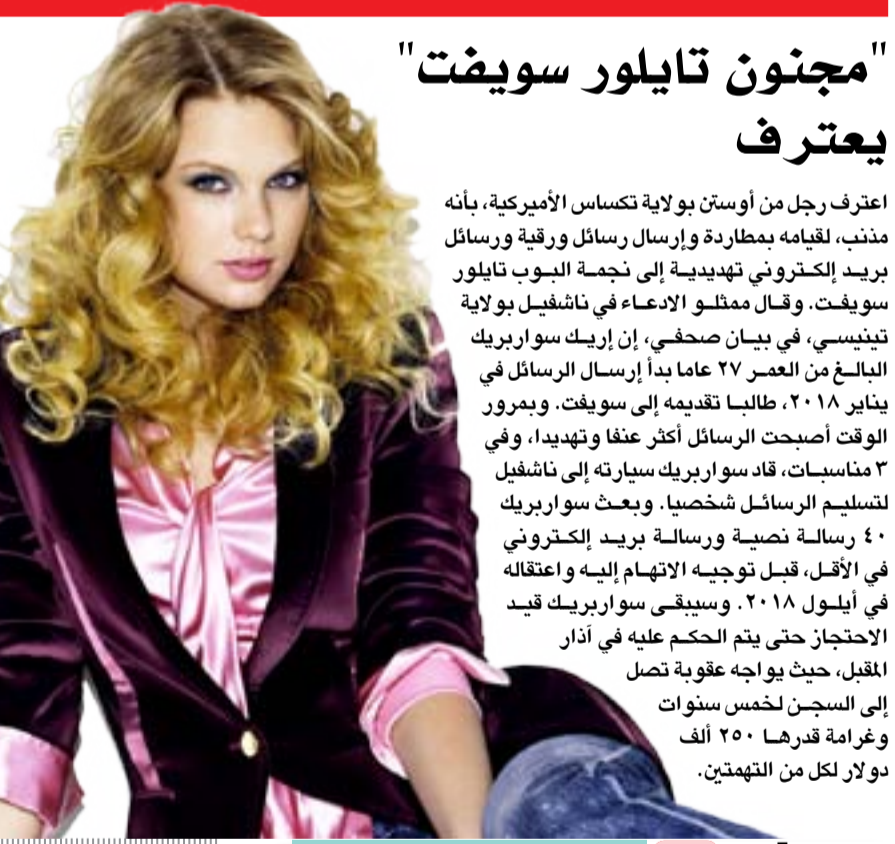 "مجنون تايلور سويفت"
يعترف
اعترف رجل من أوستن بولاية تكساس الأميركية، بأنه
مذنب، لقيامه بمطاردة وإرسال رسائل ورقية ورسائل
بريد إلكتروني تهديدية إلى نجمة البوب تايلور
سويفت. وقال ممثلو الادعاء في ناشفيل بولاية
تينيسي، في بيان صحفي، إن إريك سواربريك
البالغ من العمر ٢٧ عاما بدأ إرسال الرسائل في
يناير ٢٠١٨، طالبا تقديمه إلى سويفت. وبمرور
الوقت أصبحت الرسائل أكثر عنفا وتهديدا، وفي
٣ مناسبات، قاد سواربريك سيارته إلى ناشفيل
لتسليم الرسائل شخصيا. وبعث سواربريك
٤٠ رسالة نصية ورسالة بريد إلكتروني
في الأقل، قبل توجيه الاتهام إليه واعتقاله
في أيلول ٢٠١٨. وسيبقى سواربريك قيد
الاحتجاز حتى يتم الحكم عليه في آذار
المقبل، حيث يواجه عقوبة تصل
إلى السجن لخمس سنوات
وغرامة قدرها ٢٥٠ ألف
دولار لكل من التهمتين.